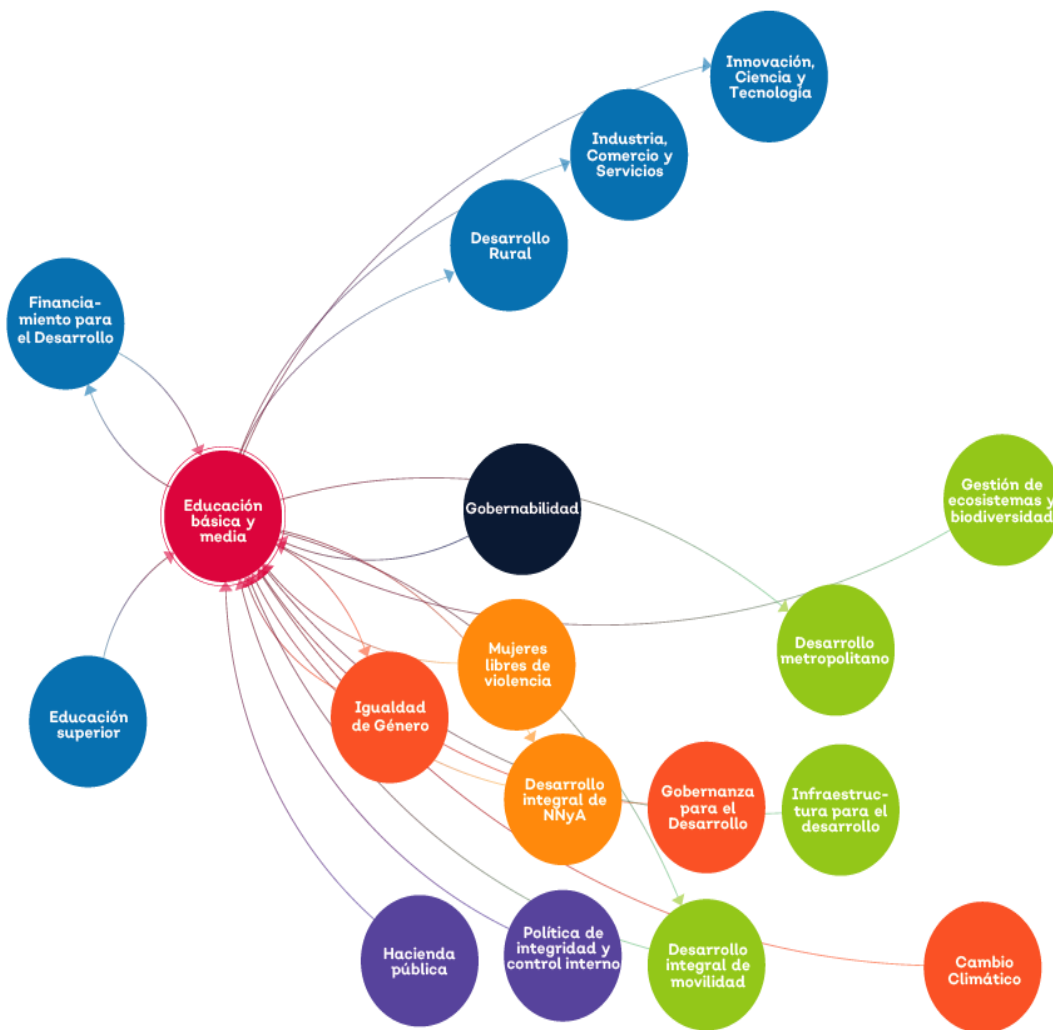 Innovación,
Ciencia y
Tecnología
Industria,
Comercio y
Servicios
Desarrollo
Rural
Financia-
miento para
el Desarrollo
Educación
básica y
media
Gobernabilidad
Gestión de
ecosistemas y
biodiversidad
Mujeres
libres de
violencia
Desarrollo
metropolitano
Igualdad
de Género
Educación
superior
Desarrollo
integral de
NNyA
Gobernanza
para el
Desarrollo
Infraestruc-
tura para el
desarrollo
Hacienda
pública
Política de
integridad y
control interno
Desarrollo
integral de
movilidad
Cambio
Climático